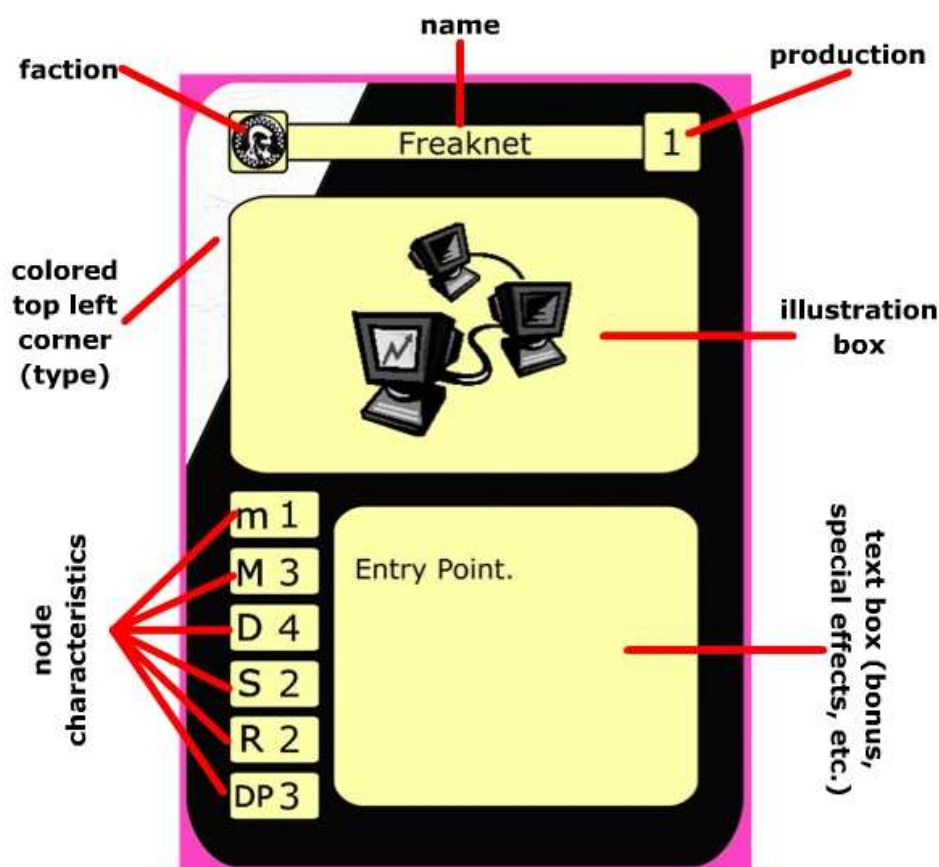 name
faction
production
Freaknet
1
colored
top left
corner
(type)
illustration
box
m 1
M 3
D 4
S 2
R 2
DP 3
Entry Point.
node
characteristics
text box (bonus,
special effects, etc.)